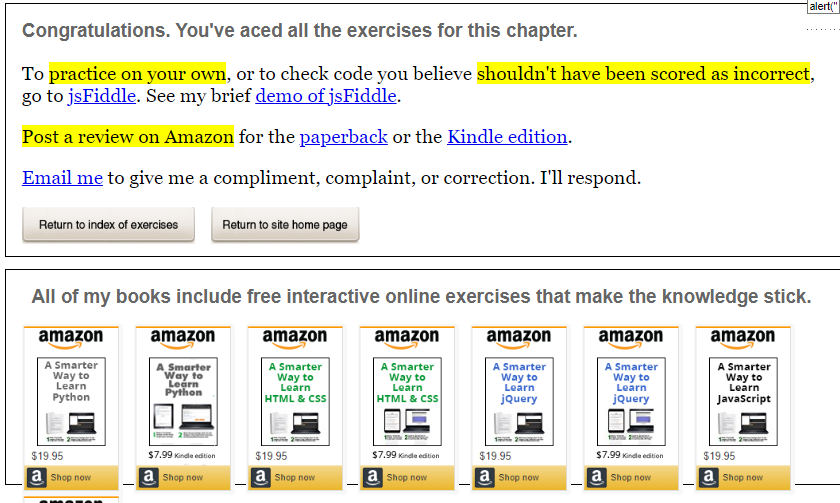 alert("
Congratulations. You've aced all the exercises for this chapter.
To practice on your own, or to check code you believe shouldn't have been scored as incorrect,
go to jsFiddle. See my brief demo of jsFiddle.
Post a review on Amazon for the paperback or the Kindle edition.
Email me to give me a compliment, complaint, or correction. I'll respond.
Return to index of exercises Return to site home page
All of my books include free interactive online exercises that make the knowledge stick.
amazon amazon amazon amazon amazon amazon amazon
A Smarter A Smarter A Smarter A Smarter A Smarter A Smarter A Smarter
Way to Way to Way to Way to Way to Way to Way to
Learn Learn Learn Learn Learn Learn Learn
Python Python HTML & CSS HTML & CSS jQuery jQuery JavaScript
$19.95 $7.99 Kindle edition $19.95 $7.99 Kindle edition $19.95 $7.99 Kindle edition $19.95
Shop now Shop now Shop now Shop now Shop now Shop now Shop now